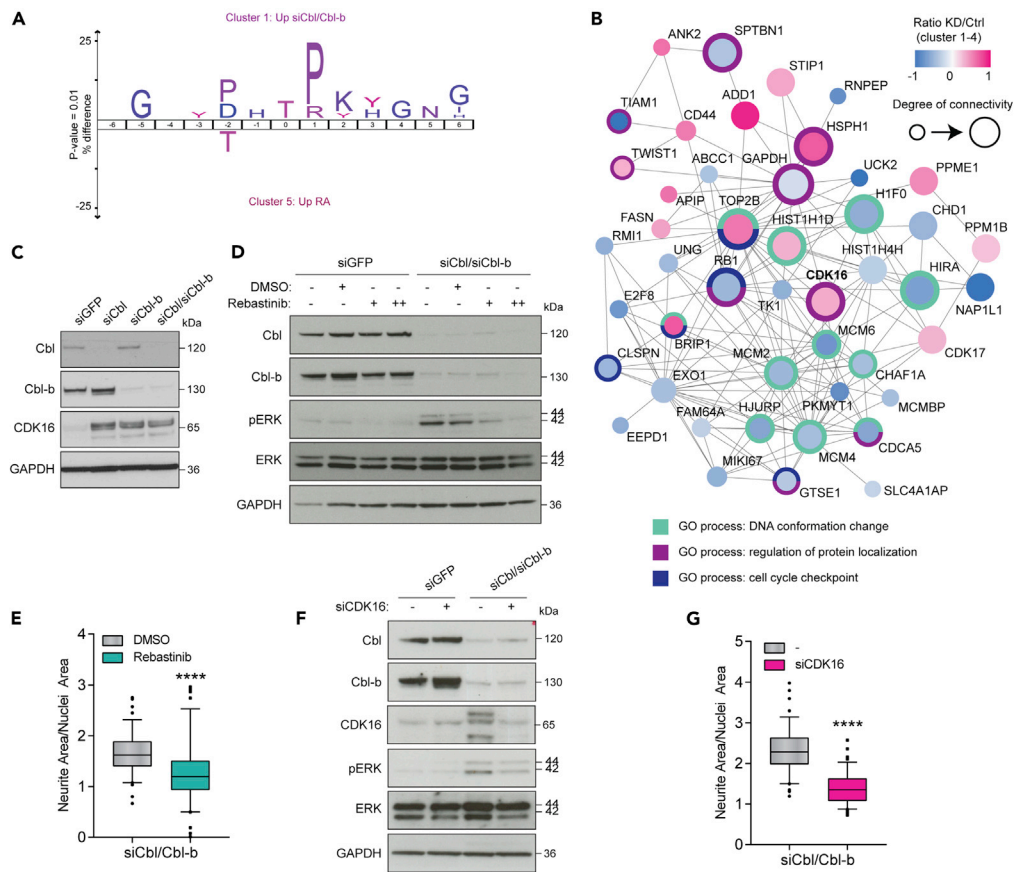 A
Cluster 1: Up siCbl/Cbl-b
25
P-value = 0.01
% difference
-25
G Y P D H T P R K Y Y H G N G H
-6 -5 -4 -3 -2 -1 0 1 2 3 4 5 6
T
Cluster 5: Up RA
B
Ratio KD/Ctrl
(cluster 1-4)
-1 0 1
Degree of connectivity
ANK2
SPTBN1
STIP1
RNPEP
TIAM1
CD44
ADD1
HSPH1
TWIST1
ABCC1
GAPDH
UCK2
PPME1
APIP
TOP2B
H1F0
FASN
HIST1H1D
CHD1
PPM1B
RMI1
UNG
HIST1H4H
RB1
CDK16
HIRA
E2F8
TK1
NAP1L1
BRIP1
MCM6
CDK17
CLSPN
MCM2
CHAF1A
EXO1
PKMYT1
MCMBP
FAM64A
HJURP
EEPD1
MCM4
CDCA5
MIKI67
GTSE1
SLC4A1AP
GO process: DNA conformation change
GO process: regulation of protein localization
GO process: cell cycle checkpoint
C
siGFP
siCbl
siCbl-b
siCbl/siCbl-b
kDa
Cbl
120
Cbl-b
130
CDK16
65
GAPDH
36
D
siGFP siCbl/siCbl-b
DMSO: - + - +
Rebastinib: - + ++ - + ++ kDa
Cbl
120
Cbl-b
130
pERK
44
42
ERK
44
42
GAPDH
36
E
DMSO
Rebastinib
Neurite Area/Nuclei Area
4
3
2
1
0
****
siCbl/Cbl-b
F
siGFP
siCbl/siCbl-b
siCDK16: - + - + kDa
Cbl
120
Cbl-b
130
CDK16
65
pERK
44
42
ERK
44
42
GAPDH
36
G
-
siCDK16
Neurite Area/Nuclei Area
5
4
3
2
1
0
****
siCbl/Cbl-b